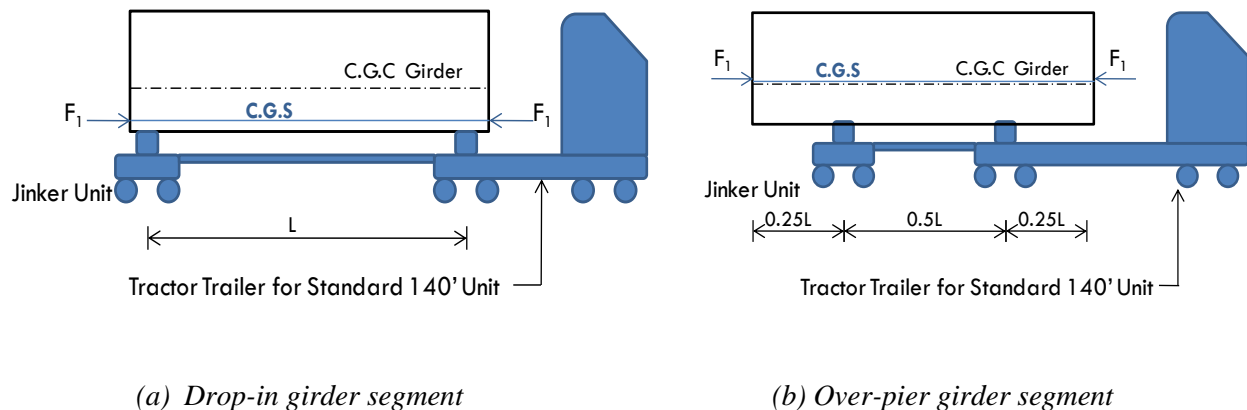 C.G.C Girder
C.G.S
F1
F1
Jinker Unit
L
Tractor Trailer for Standard 140' Unit
(a) Drop-in girder segment
C.G.S
C.G.C Girder
F1
F1
Jinker Unit
0.25L
0.5L
0.25L
Tractor Trailer for Standard 140' Unit
(b) Over-pier girder segment